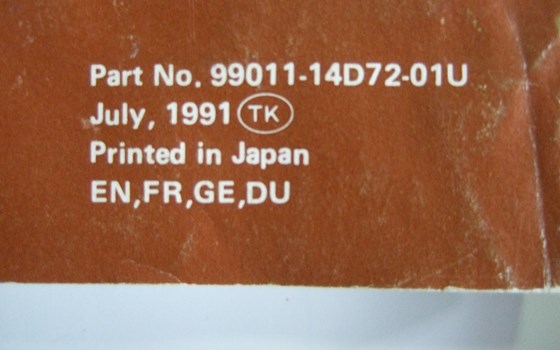 Part No. 99011-14D72-01U
July, 1991 TK
Printed in Japan
EN,FR,GE,DU